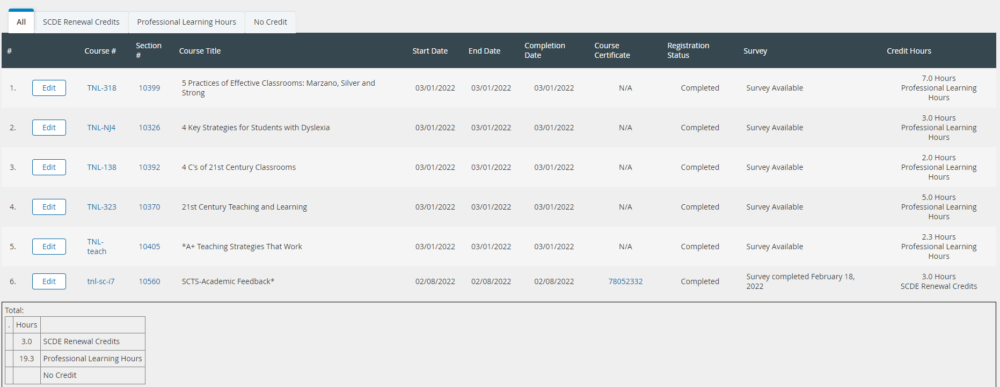 All SCDE Renewal Credits Professional Learning Hours No Credit
# Course # Section # Course Title Start Date End Date Completion Date Course Certificate Registration Status Survey Credit Hours
1. Edit TNL-318 10399 5 Practices of Effective Classrooms: Marzano, Silver and Strong 03/01/2022 03/01/2022 03/01/2022 N/A Completed Survey Available 7.0 Hours Professional Learning Hours
2. Edit TNL-NJ4 10326 4 Key Strategies for Students with Dyslexia 03/01/2022 03/01/2022 03/01/2022 N/A Completed Survey Available 3.0 Hours Professional Learning Hours
3. Edit TNL-138 10392 4 C's of 21st Century Classrooms 03/01/2022 03/01/2022 03/01/2022 N/A Completed Survey Available 2.0 Hours Professional Learning Hours
4. Edit TNL-323 10370 21st Century Teaching and Learning 03/01/2022 03/01/2022 03/01/2022 N/A Completed Survey Available 5.0 Hours Professional Learning Hours
5. Edit TNL-teach 10405 *A+ Teaching Strategies That Work 03/01/2022 03/01/2022 03/01/2022 N/A Completed Survey Available 2.3 Hours Professional Learning Hours
6. Edit tnl-sc-i7 10560 SCTS-Academic Feedback* 02/08/2022 02/08/2022 02/08/2022 78052332 Completed Survey completed February 18, 2022 3.0 Hours SCDE Renewal Credits
Total:
. Hours
3.0 SCDE Renewal Credits
19.3 Professional Learning Hours
No Credit